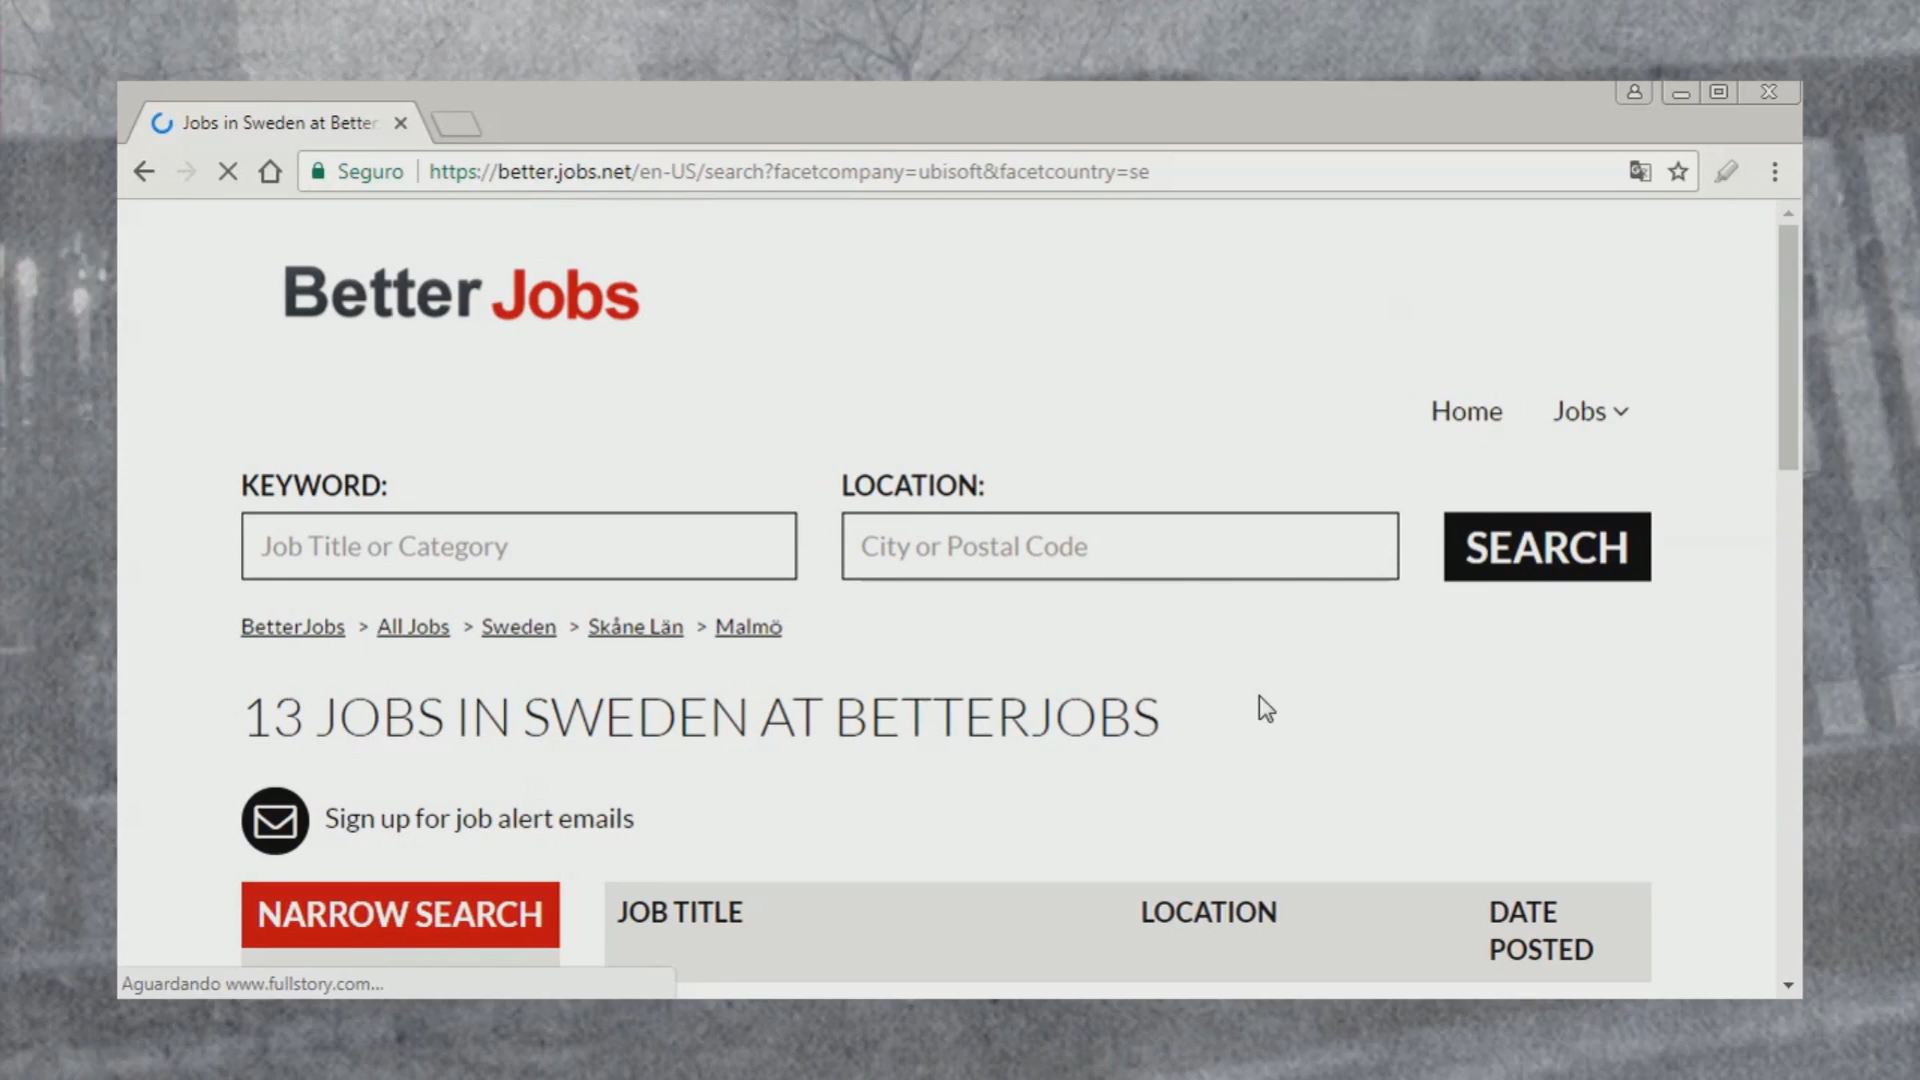 Jobs in Sweden at Better
Seguro https://better.jobs.net/en-US/search?facetcompany=ubisoft&facetcountry=se
Better Jobs
Home Jobs
KEYWORD: LOCATION:
Job Title or Category City or Postal Code SEARCH
BetterJobs > All Jobs > Sweden > Skåne Län > Malmö
13 JOBS IN SWEDEN AT BETTERJOBS
Sign up for job alert emails
NARROW SEARCH JOB TITLE LOCATION DATE
POSTED
Aguardando www.fullstory.com...